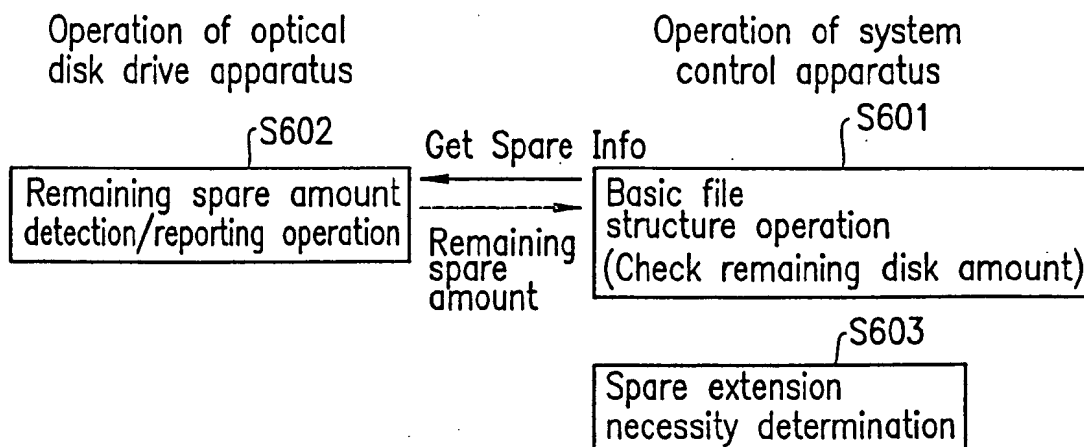 Operation of optical
disk drive apparatus
Operation of system
control apparatus
S602
Get Spare Info
S601
Remaining spare amount
detection/reporting operation
Remaining
spare
amount
Basic file
structure operation
(Check remaining disk amount)
S603
Spare extension
necessity determination